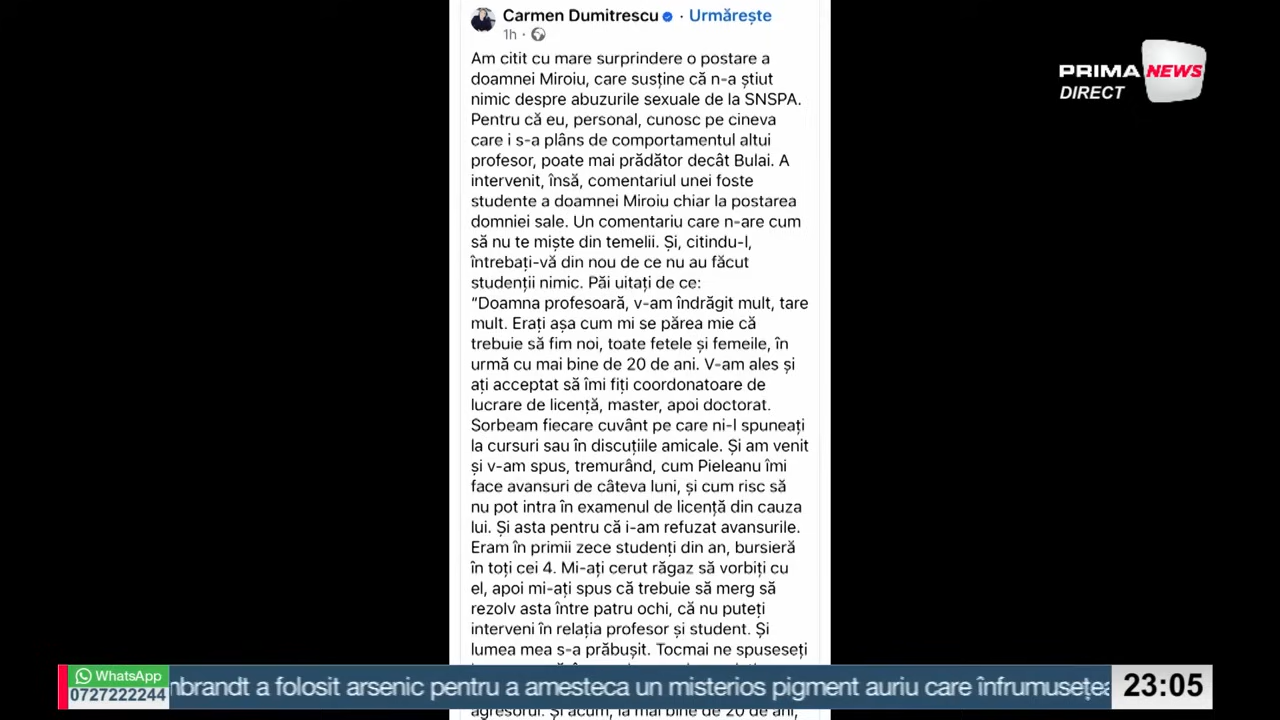 Carmen Dumitrescu · Urmărește
1h ·
Am citit cu mare surprindere o postare a
doamnei Miroiu, care susține că n-a știut
nimic despre abuzurile sexuale de la SNSPA.
Pentru că eu, personal, cunosc pe cineva
care i s-a plâns de comportamentul altui
profesor, poate mai prădător decât Bulai. A
intervenit, însă, comentariul unei foste
studente a doamnei Miroiu chiar la postarea
domniei sale. Un comentariu care n-are cum
să nu te miște din temelii. Și, citindu-l,
întrebați-vă din nou de ce nu au făcut
studenții nimic. Păi uitați de ce:
“Doamna profesoară, v-am îndrăgit mult, tare
mult. Erați așa cum mi se părea mie că
trebuie să fim noi, toate fetele și femeile, în
urmă cu mai bine de 20 de ani. V-am ales și
ați acceptat să îmi fiți coordonatoare de
lucrare de licență, master, apoi doctorat.
Sorbeam fiecare cuvânt pe care ni-l spuneați
la cursuri sau în discuțiile amicale. Și am venit
și v-am spus, tremurând, cum Pieleanu îmi
face avansuri de câteva luni, și cum risc să
nu pot intra în examenul de licență din cauza
lui. Și asta pentru că i-am refuzat avansurile.
Eram în primii zece studenți din an, bursieră
în toți cei 4. Mi-ați cerut răgaz să vorbiți cu
el, apoi mi-ați spus că trebuie să merg să
rezolv asta între patru ochi, că nu puteți
interveni în relația profesor și student. Și
lumea mea s-a prăbușit. Tocmai ne spuseseți
agresorul. Și acum, la mai bine de 20 de ani,
PRIMA NEWS
DIRECT
WhatsApp
0727222244
mbrandt a folosit arsenic pentru a amesteca un misterios pigment auriu care înfrumusețea
23:05